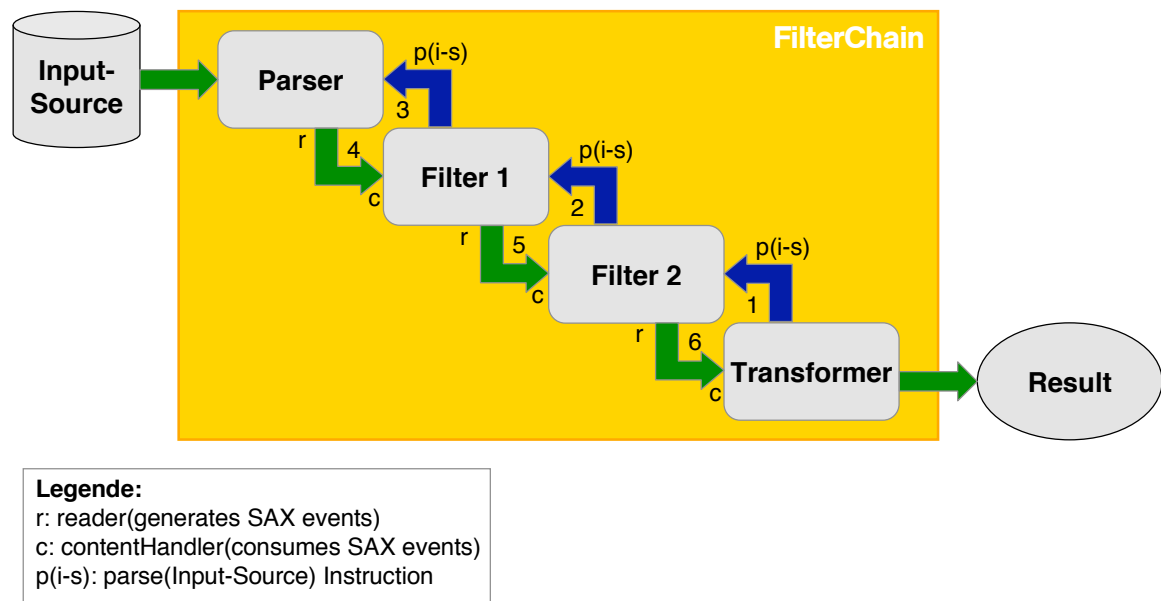 FilterChain
Input-
Source
Parser
p(i-s)
3
r
4
c
Filter 1
p(i-s)
2
r
5
c
Filter 2
p(i-s)
1
r
6
c
Transformer
Result
Legende:
r: reader(generates SAX events)
c: contentHandler(consumes SAX events)
p(i-s): parse(Input-Source) Instruction